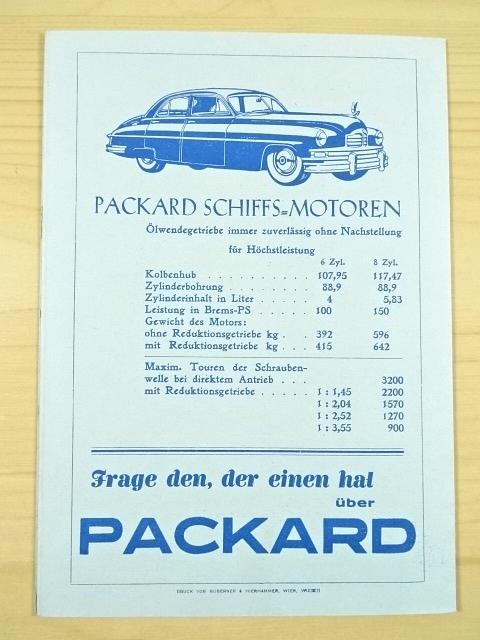 PACKARD SCHIFFS=MOTOREN
Ölwendegetriebe immer zuverlässig ohne Nachstellung
für Höchstleistung
6 Zyl. 8 Zyl.
Kolbenhub . . . . . . . . . . 107,95 117,47
Zylinderbohrung . . . . . . . . 88,9 88,9
Zylinderinhalt in Liter . . . . . 4 5,83
Leistung in Brems-PS . . . . . 100 150
Gewicht des Motors:
ohne Reduktionsgetriebe kg . . . 392 596
mit Reduktionsgetriebe kg . . . 415 642
Maxim. Touren der Schrauben-
welle bei direktem Antrieb . . . 3200
mit Reduktionsgetriebe . . . . . 1 : 1,45 2200
1 : 2,04 1570
1 : 2,52 1270
1 : 3,55 900
Frage den, der einen hat
über
PACKARD
DRUCK VON & HIERHAMMER, WIEN,